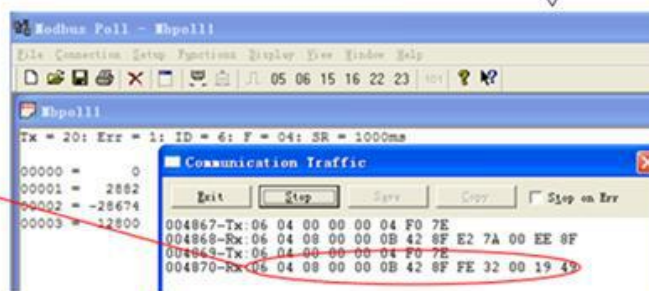 Modbus Poll - Mbpoll1
File Connection Setup Functions Display View Window Help
05 06 15 16 22 23 101
Mbpoll1
Tx = 20: Err = 1: ID = 6: F = 04: SR = 1000ms
00000 = 0
00001 = 2882
00002 = -28674
00003 = 12800
Communication Traffic
Exit Stop Save Copy Stop on Err
004867-Tx:06 04 00 00 00 04 F0 7E
004868-Rx:06 04 08 00 00 0B 42 8F E2 7A 00 EE 8F
004869-Tx:06 04 00 00 00 04 F0 7E
004870-Rx:06 04 08 00 00 0B 42 8F FE 32 00 19 49